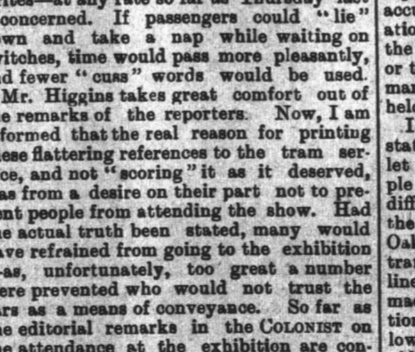 concerned. If passengers could "lie"
own and take a nap while waiting on
witches, time would pass more pleasantly,
nd fewer "cuss" words would be used.
Mr. Higgins takes great comfort out of
e remarks of the reporters. Now, I am
formed that the real reason for printing
ese flattering references to the tram ser-
ice, and not "scoring" it as it deserved,
as from a desire on their part not to pre-
ent people from attending the show. Had
e actual truth been stated, many would
ave refrained from going to the exhibition
-as, unfortunately, too great a number
ere prevented who would not trust the
ars as a means of conveyance. So far as
e editorial remarks in the COLONIST on
e attendance at the exhibition are con-